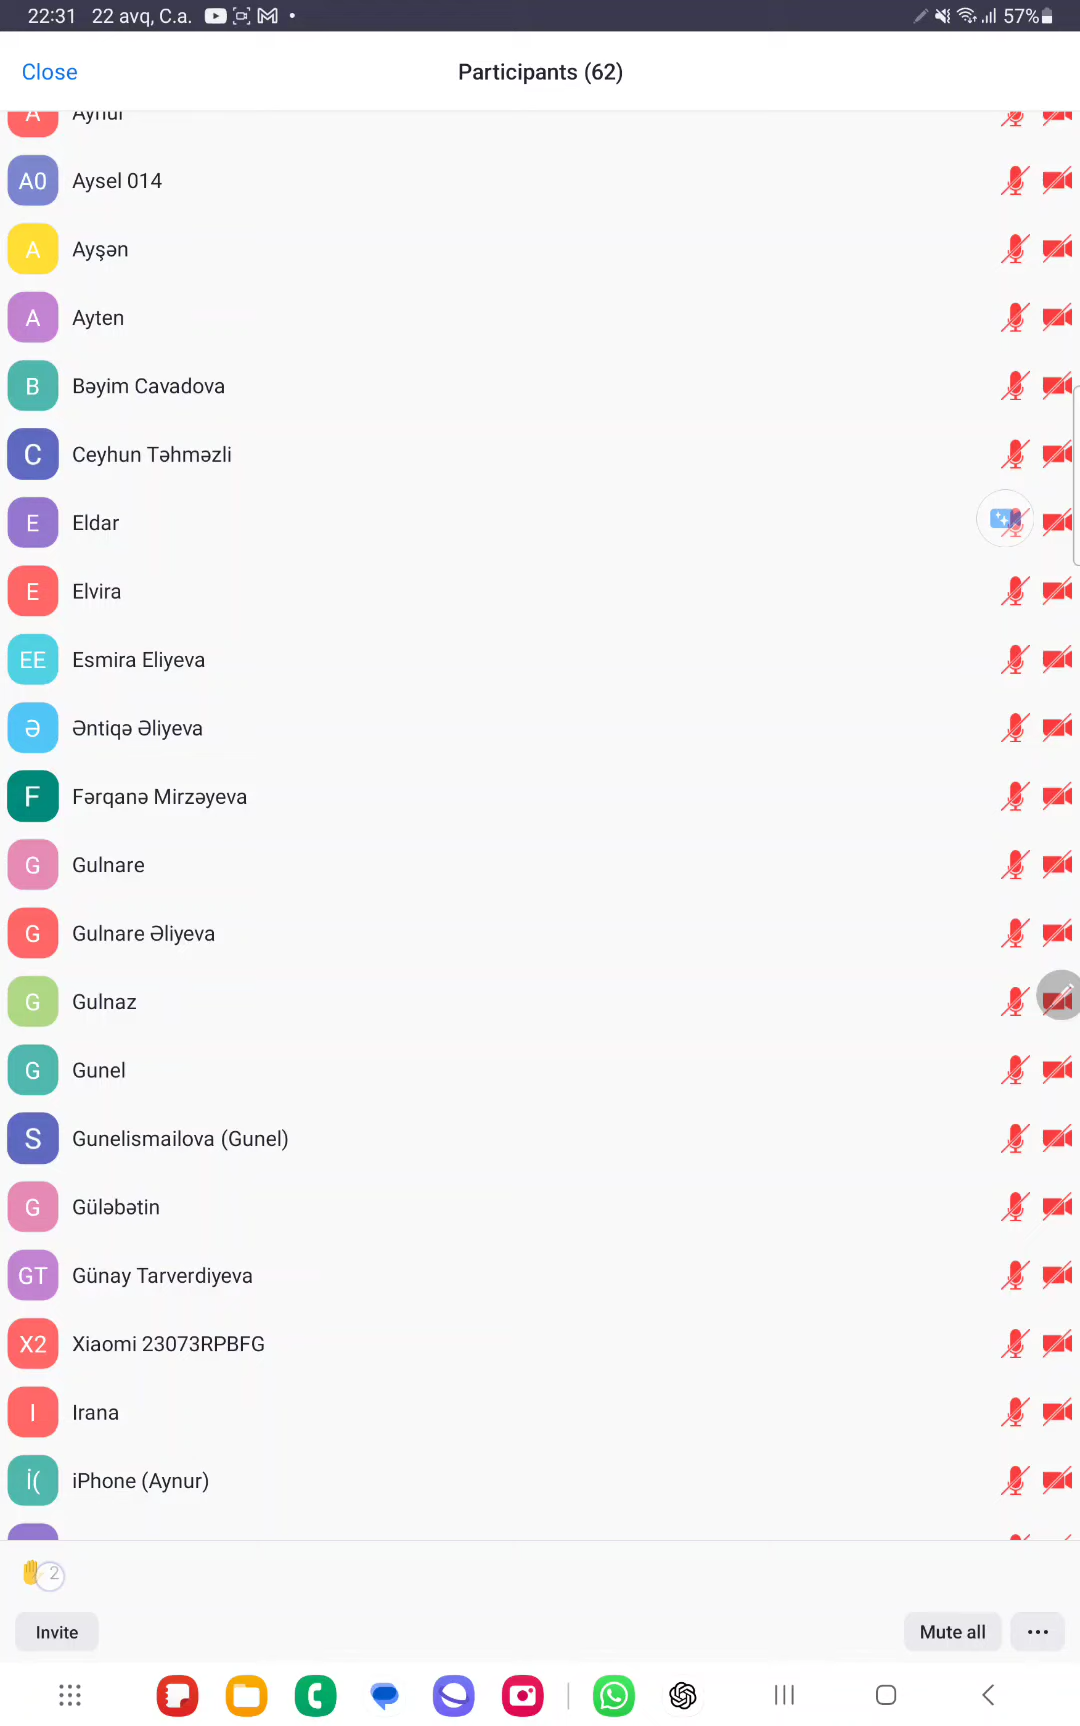 22:31 22 avq, C.a. 57%
Close Participants (62)
A Aynur
A0 Aysel 014
A Ayşən
A Ayten
B Bəyim Cavadova
C Ceyhun Təhməzli
E Eldar
E Elvira
EE Esmira Eliyeva
Ə Əntiqə Əliyeva
F Fərqanə Mirzəyeva
G Gulnare
G Gulnare Əliyeva
G Gulnaz
G Gunel
S Gunelismailova (Gunel)
G Güləbətin
GT Günay Tarverdiyeva
X2 Xiaomi 23073RPBFG
I Irana
İ( iPhone (Aynur)
2
Invite Mute all